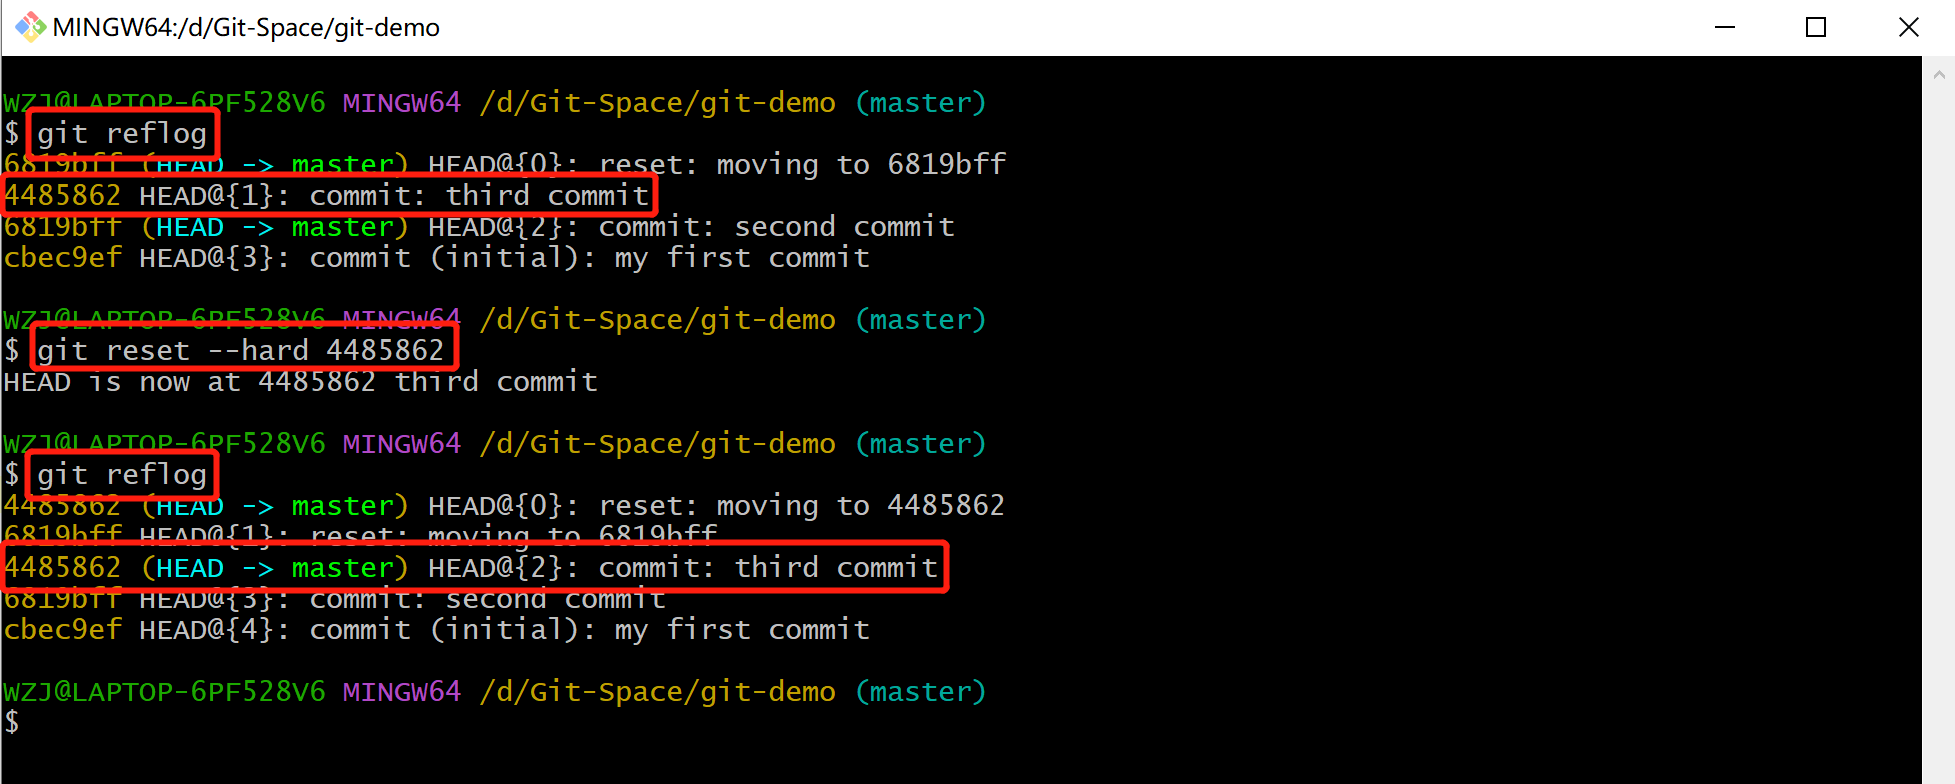 MINGW64:/d/Git-Space/git-demo
WZJ@LAPTOP-6PF528V6 MINGW64 /d/Git-Space/git-demo (master)
$ git reflog
6819bff (HEAD -> master) HEAD@{0}: reset: moving to 6819bff
4485862 HEAD@{1}: commit: third commit
6819bff (HEAD -> master) HEAD@{2}: commit: second commit
cbec9ef HEAD@{3}: commit (initial): my first commit
WZJ@LAPTOP-6PF528V6 MINGW64 /d/Git-Space/git-demo (master)
$ git reset --hard 4485862
HEAD is now at 4485862 third commit
WZJ@LAPTOP-6PF528V6 MINGW64 /d/Git-Space/git-demo (master)
$ git reflog
4485862 (HEAD -> master) HEAD@{0}: reset: moving to 4485862
6819bff HEAD@{1}: reset: moving to 6819bff
4485862 (HEAD -> master) HEAD@{2}: commit: third commit
6819bff HEAD@{3}: commit: second commit
cbec9ef HEAD@{4}: commit (initial): my first commit
WZJ@LAPTOP-6PF528V6 MINGW64 /d/Git-Space/git-demo (master)
$